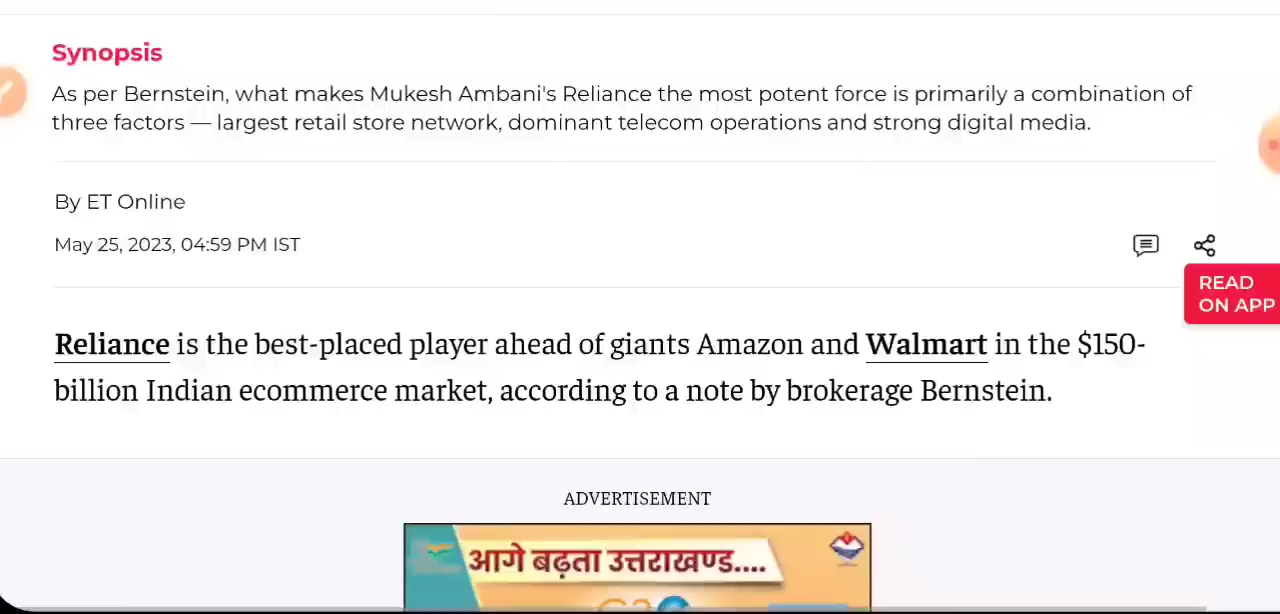 Synopsis
As per Bernstein, what makes Mukesh Ambani's Reliance the most potent force is primarily a combination of
three factors — largest retail store network, dominant telecom operations and strong digital media.
By ET Online
May 25, 2023, 04:59 PM IST
READ
ON APP
Reliance is the best-placed player ahead of giants Amazon and Walmart in the $150-
billion Indian ecommerce market, according to a note by brokerage Bernstein.
ADVERTISEMENT
आगे बढ़ता उत्तराखण्ड....